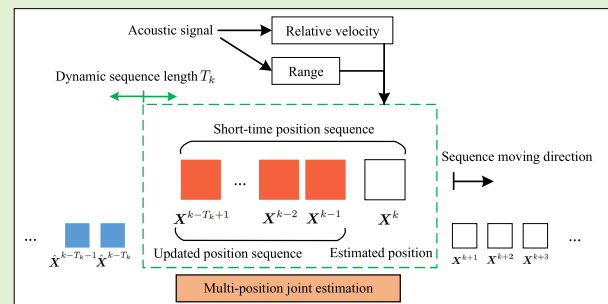 Acoustic signal
Relative velocity
Range
Dynamic sequence length T_k
Short-time position sequence
Sequence moving direction
...
X^{k-T_k+1}
X^{k-2}
X^{k-1}
X^k
...
X̂^{k-T_k-1}
X̂^{k-T_k}
X^{k+1}
X^{k+2}
X^{k+3}
...
Updated position sequence
Estimated position
Multi-position joint estimation